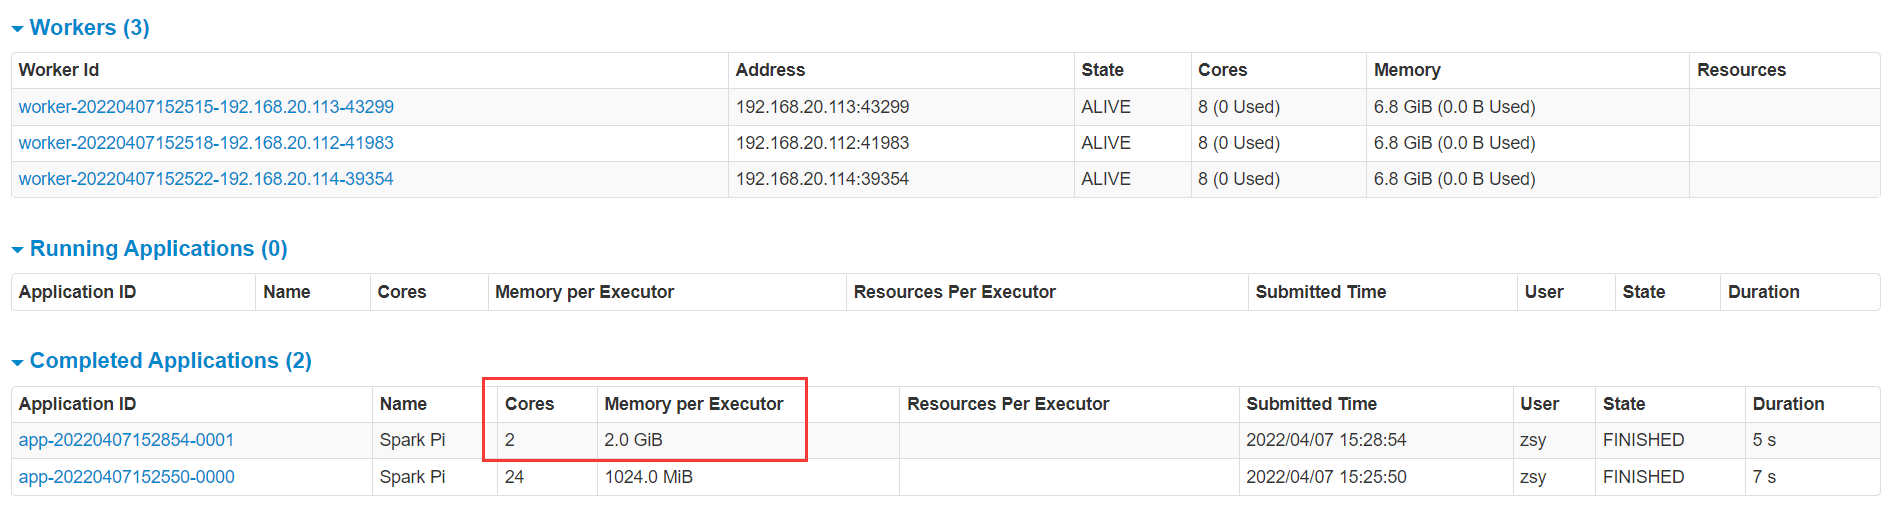 Workers (3)
Worker Id Address State Cores Memory Resources
worker-20220407152515-192.168.20.113-43299 192.168.20.113:43299 ALIVE 8 (0 Used) 6.8 GiB (0.0 B Used)
worker-20220407152518-192.168.20.112-41983 192.168.20.112:41983 ALIVE 8 (0 Used) 6.8 GiB (0.0 B Used)
worker-20220407152522-192.168.20.114-39354 192.168.20.114:39354 ALIVE 8 (0 Used) 6.8 GiB (0.0 B Used)
Running Applications (0)
Application ID Name Cores Memory per Executor Resources Per Executor Submitted Time User State Duration
Completed Applications (2)
Application ID Name Cores Memory per Executor Resources Per Executor Submitted Time User State Duration
app-20220407152854-0001 Spark Pi 2 2.0 GiB 2022/04/07 15:28:54 zsy FINISHED 5 s
app-20220407152550-0000 Spark Pi 24 1024.0 MiB 2022/04/07 15:25:50 zsy FINISHED 7 s